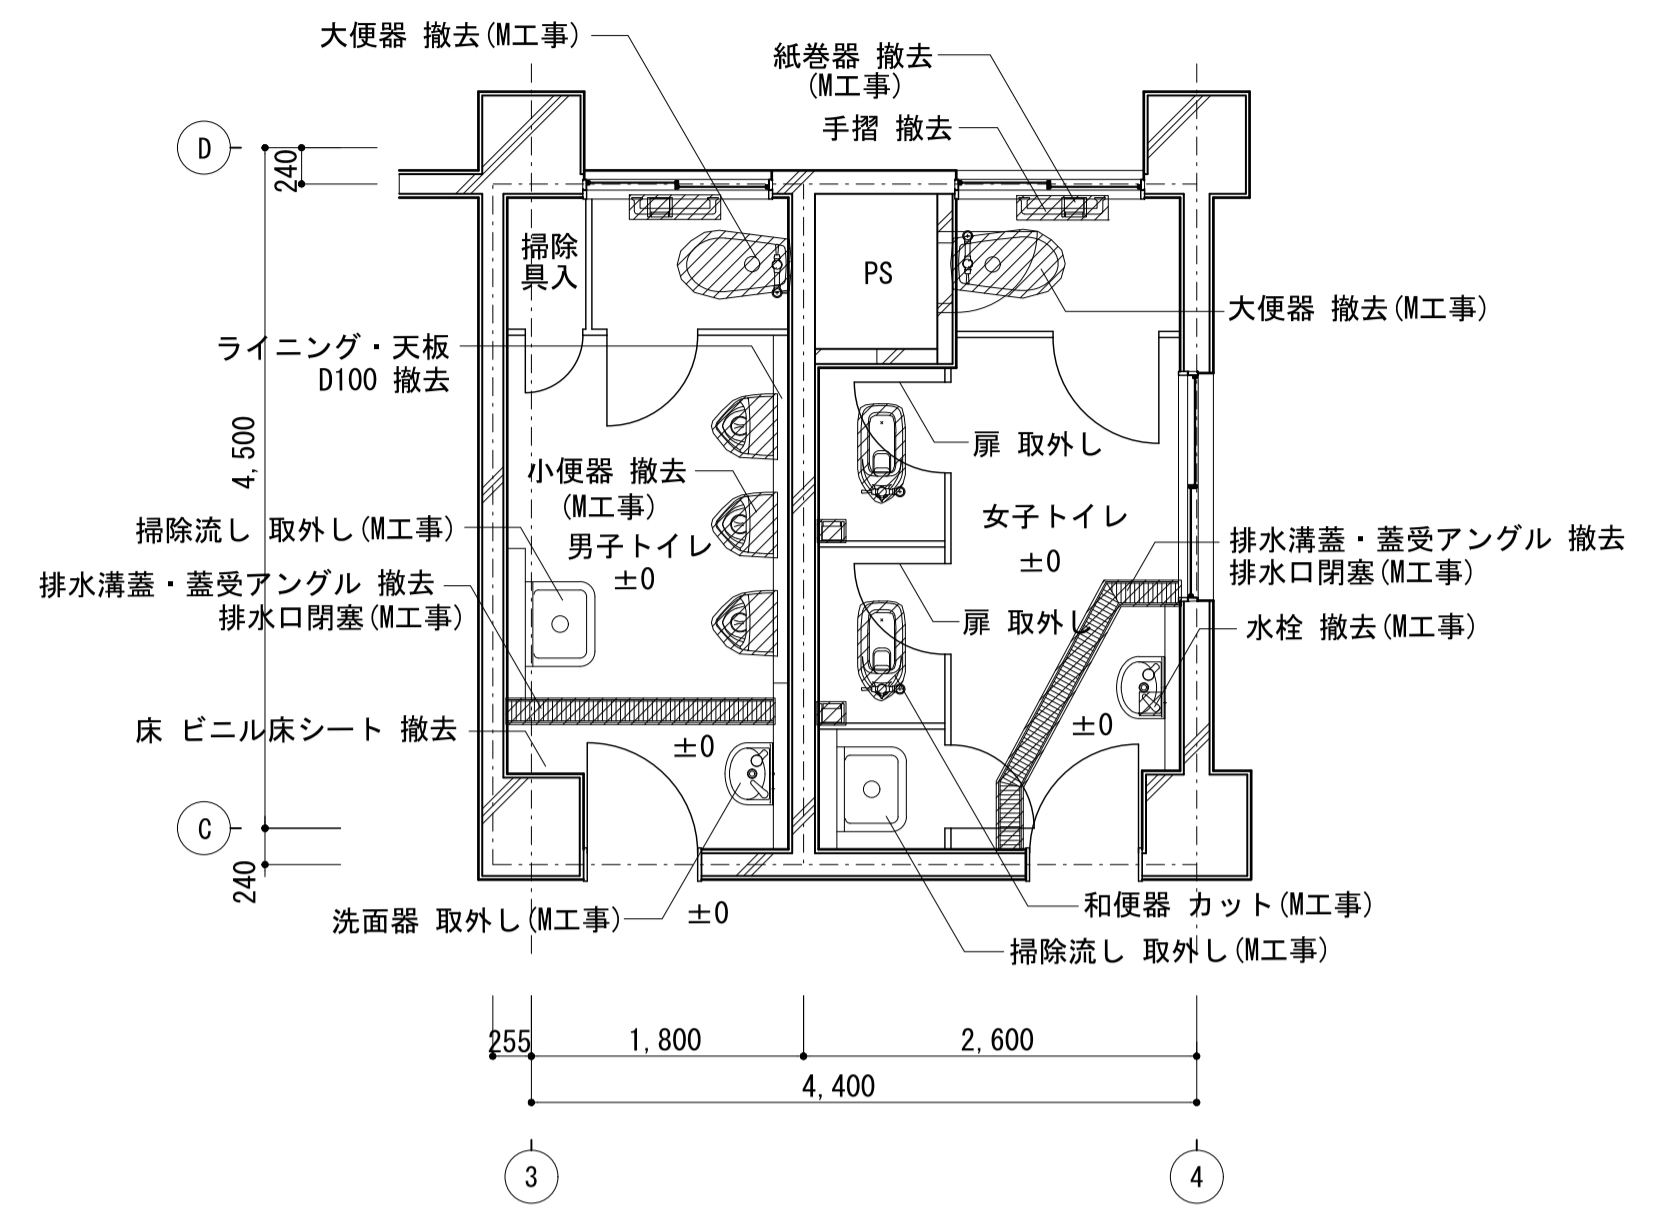 大便器 撤去(M工事)
紙巻器 撤去
(M工事)
手摺 撤去
D
240
掃除
具入
PS
大便器 撤去(M工事)
ライニング・天板
D100 撤去
4,500
扉 取外し
小便器 撤去
(M工事)
掃除流し 取外し(M工事)
男子トイレ
±0
女子トイレ
±0
排水溝蓋・蓋受アングル 撤去
排水口閉塞(M工事)
排水溝蓋・蓋受アングル 撤去
排水口閉塞(M工事)
扉 取外し
水栓 撤去(M工事)
床 ビニル床シート 撤去
±0
±0
C
240
洗面器 取外し(M工事)
±0
和便器 カット(M工事)
掃除流し 取外し(M工事)
255
1,800
2,600
4,400
3
4